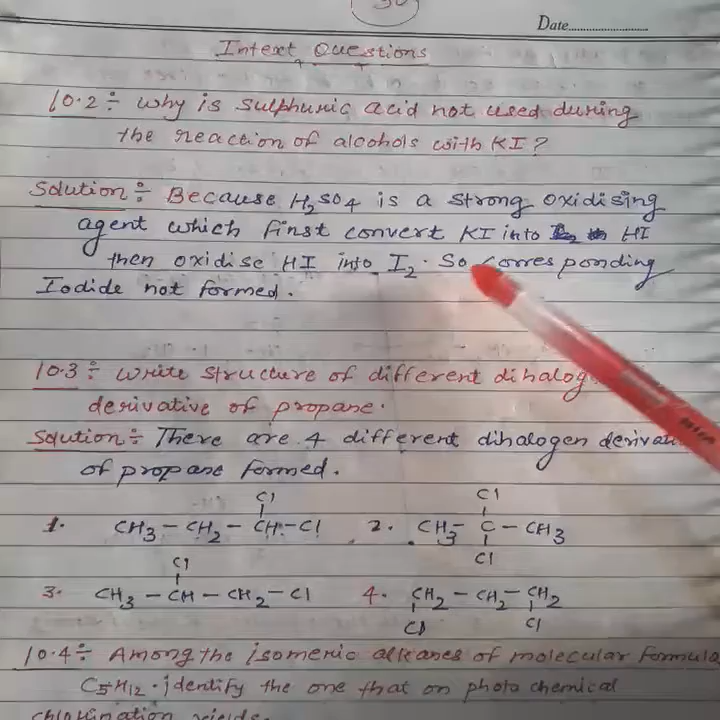 Date
Intext Questions
10.2 ÷ Why is sulphuric acid not used during
the reaction of alcohols with KI?
Solution ÷ Because H2SO4 is a strong oxidising
agent which first convert KI into HI
then oxidise HI into I2. So corresponding
Iodide not formed.
10.3 ÷ Write structure of different dihalog
derivative of propane.
Solution ÷ There are 4 different dihalogen deriva
of propane formed.
Cl Cl
1. CH3-CH2-CH-Cl 2. CH3-C-CH3
Cl Cl
3. CH3-CH-CH2-Cl 4. CH2-CH2-CH2
Cl Cl
10.4 ÷ Among the isomeric alkanes of molecular formula
C5H12. identify the one that on photochemical
chlorination yields.